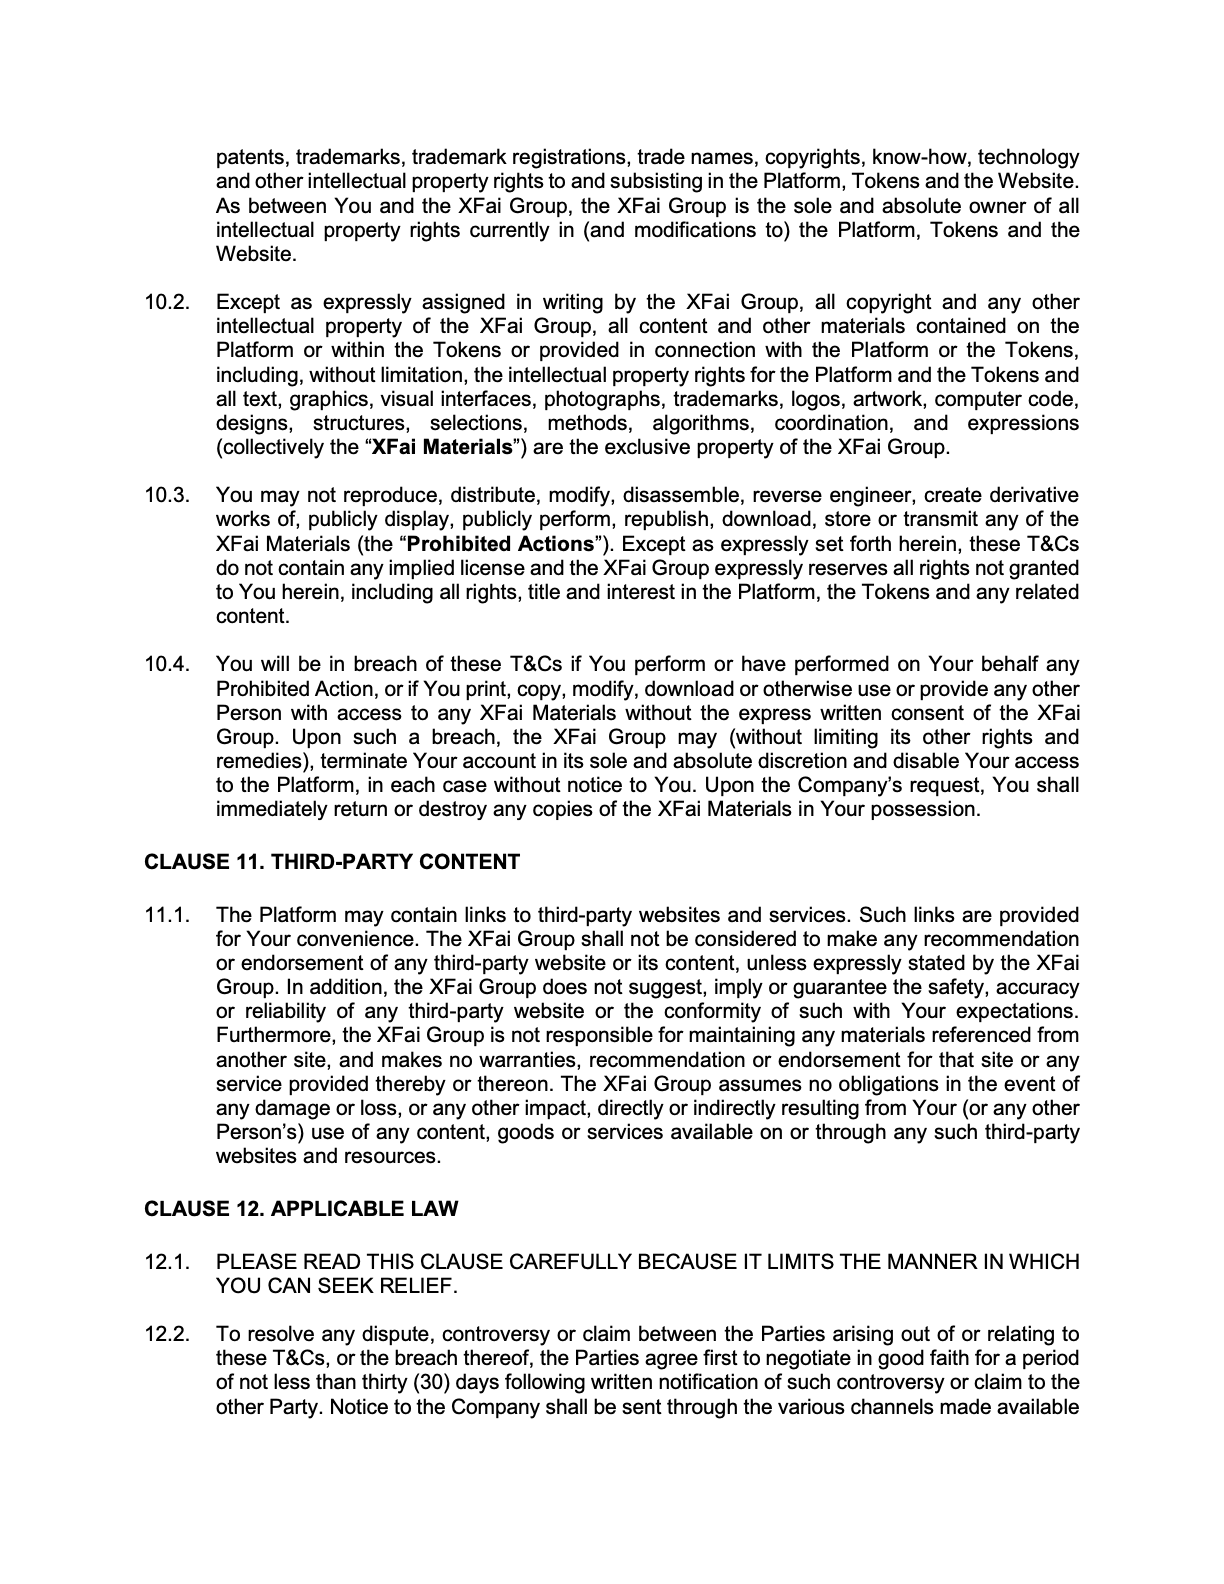 patents, trademarks, trademark registrations, trade names, copyrights, know-how, technology
and other intellectual property rights to and subsisting in the Platform, Tokens and the Website.
As between You and the XFai Group, the XFai Group is the sole and absolute owner of all
intellectual property rights currently in (and modifications to) the Platform, Tokens and the
Website.
10.2. Except as expressly assigned in writing by the XFai Group, all copyright and any other
intellectual property of the XFai Group, all content and other materials contained on the
Platform or within the Tokens or provided in connection with the Platform or the Tokens,
including, without limitation, the intellectual property rights for the Platform and the Tokens and
all text, graphics, visual interfaces, photographs, trademarks, logos, artwork, computer code,
designs, structures, selections, methods, algorithms, coordination, and expressions
(collectively the “XFai Materials”) are the exclusive property of the XFai Group.
10.3. You may not reproduce, distribute, modify, disassemble, reverse engineer, create derivative
works of, publicly display, publicly perform, republish, download, store or transmit any of the
XFai Materials (the “Prohibited Actions”). Except as expressly set forth herein, these T&Cs
do not contain any implied license and the XFai Group expressly reserves all rights not granted
to You herein, including all rights, title and interest in the Platform, the Tokens and any related
content.
10.4. You will be in breach of these T&Cs if You perform or have performed on Your behalf any
Prohibited Action, or if You print, copy, modify, download or otherwise use or provide any other
Person with access to any XFai Materials without the express written consent of the XFai
Group. Upon such a breach, the XFai Group may (without limiting its other rights and
remedies), terminate Your account in its sole and absolute discretion and disable Your access
to the Platform, in each case without notice to You. Upon the Company’s request, You shall
immediately return or destroy any copies of the XFai Materials in Your possession.
CLAUSE 11. THIRD-PARTY CONTENT
11.1. The Platform may contain links to third-party websites and services. Such links are provided
for Your convenience. The XFai Group shall not be considered to make any recommendation
or endorsement of any third-party website or its content, unless expressly stated by the XFai
Group. In addition, the XFai Group does not suggest, imply or guarantee the safety, accuracy
or reliability of any third-party website or the conformity of such with Your expectations.
Furthermore, the XFai Group is not responsible for maintaining any materials referenced from
another site, and makes no warranties, recommendation or endorsement for that site or any
service provided thereby or thereon. The XFai Group assumes no obligations in the event of
any damage or loss, or any other impact, directly or indirectly resulting from Your (or any other
Person’s) use of any content, goods or services available on or through any such third-party
websites and resources.
CLAUSE 12. APPLICABLE LAW
12.1. PLEASE READ THIS CLAUSE CAREFULLY BECAUSE IT LIMITS THE MANNER IN WHICH
YOU CAN SEEK RELIEF.
12.2. To resolve any dispute, controversy or claim between the Parties arising out of or relating to
these T&Cs, or the breach thereof, the Parties agree first to negotiate in good faith for a period
of not less than thirty (30) days following written notification of such controversy or claim to the
other Party. Notice to the Company shall be sent through the various channels made available